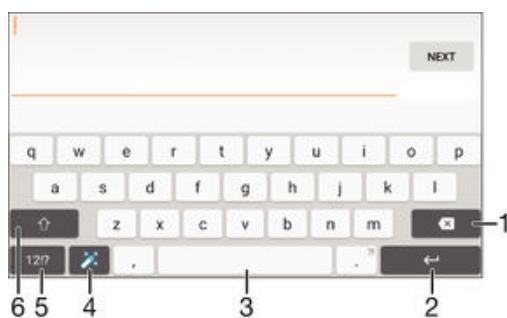 NEXT
q w e r t y u i o p
a s d f g h j k l
z x c v b n m
1
12!? , . ?!
6 5 4 3 2